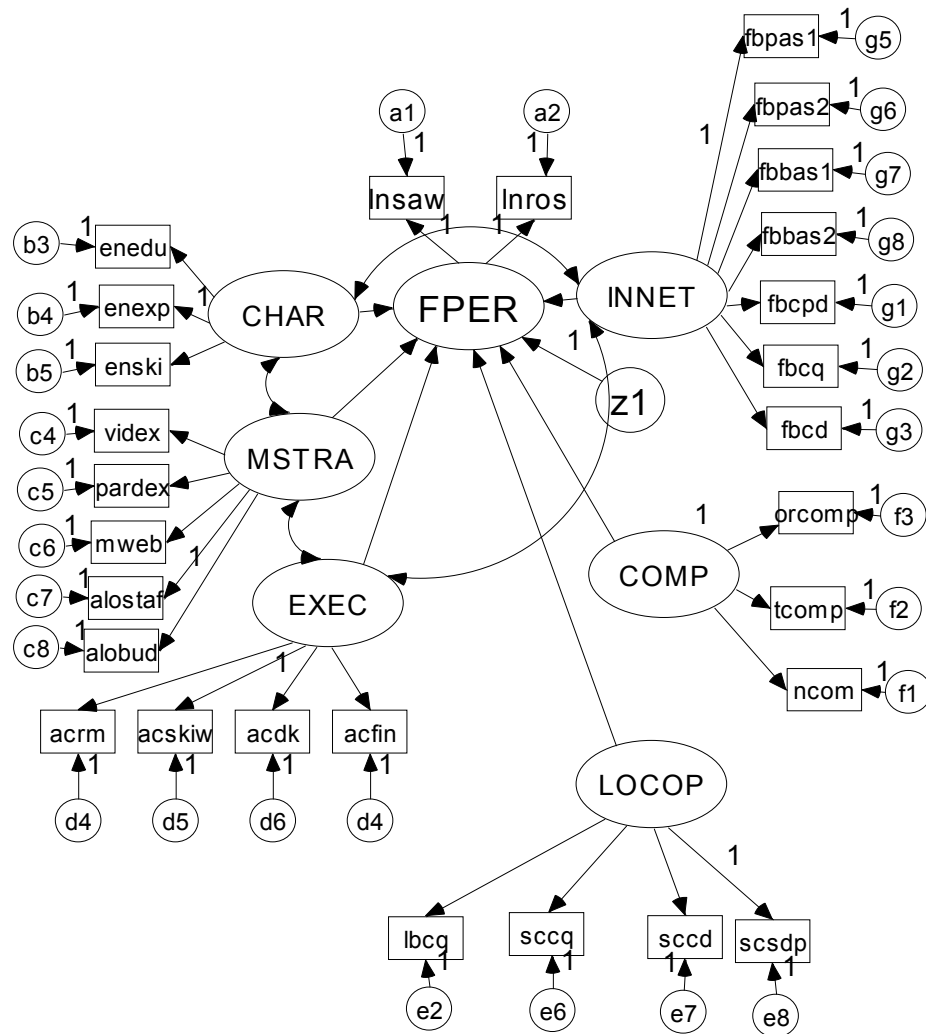 fbpas1
1
g5
a1
a2
1
1
fbpas2
1
g6
1
lnsaw
lnros
fbbas1
1
g7
b3
1
enedu
1
1
fbbas2
1
g8
b4
1
enexp
1
CHAR
FPER
INNET
fbcpd
1
g1
b5
1
enski
1
fbcq
1
g2
z1
c4
1
videx
fbcd
1
g3
MSTRA
c5
1
pardex
1
orcomp
1
f3
c6
1
mweb
COMP
c7
1
alostaf
1
EXEC
tcomp
1
f2
c8
1
alobud
1
ncom
1
f1
acrm
acskiw
acdk
acfin
1
1
1
1
LOCOP
d4
d5
d6
d4
1
lbcq
sccq
sccd
scsdp
1
1
1
1
e2
e6
e7
e8